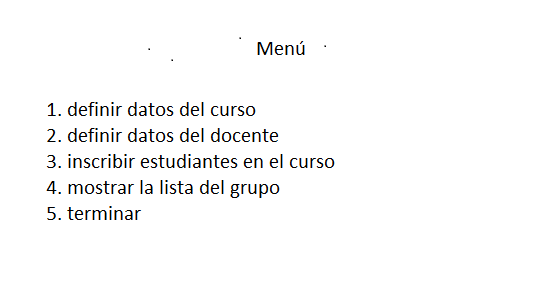 Menú
1. definir datos del curso
2. definir datos del docente
3. inscribir estudiantes en el curso
4. mostrar la lista del grupo
5. terminar